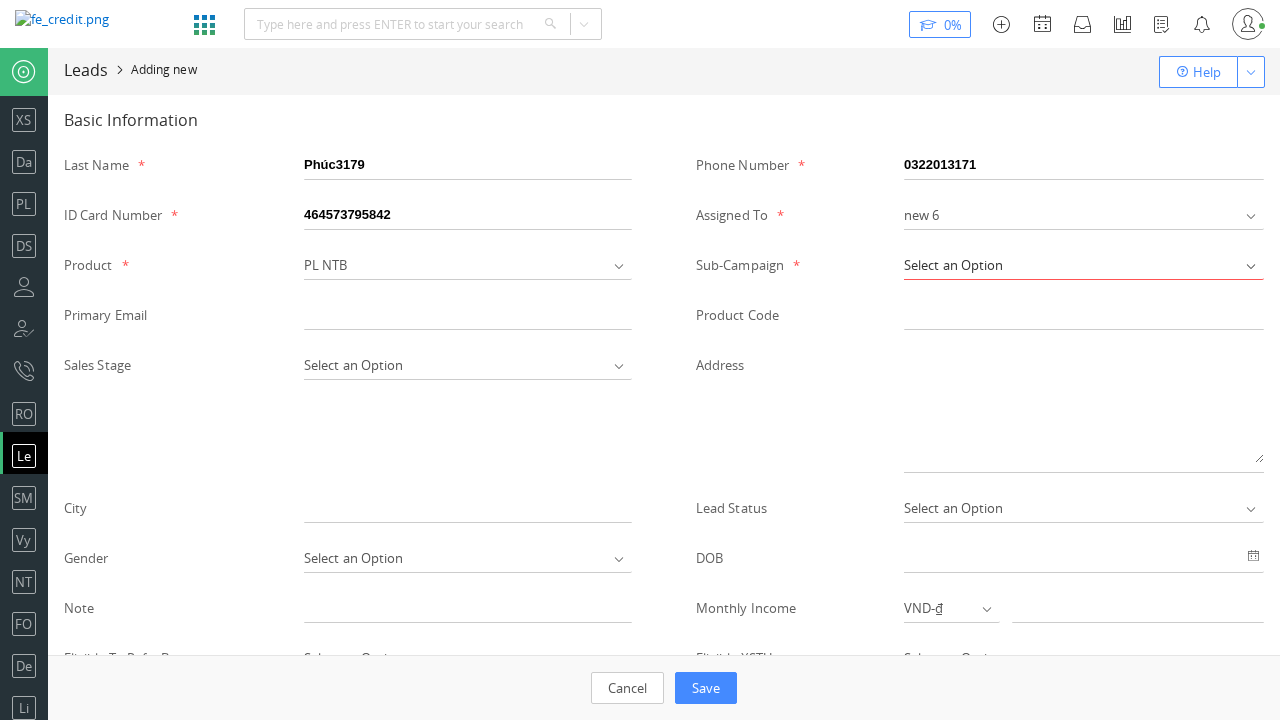 fe_credit.png
Type here and press ENTER to start your search
0%
Leads > Adding new
Help
XS
Da
PL
DS
RO
Le
SM
Vy
NT
FO
De
Li
Basic Information
Last Name * Phúc3179
Phone Number * 0322013171
ID Card Number * 464573795842
Assigned To * new 6
Product * PL NTB
Sub-Campaign * Select an Option
Primary Email
Product Code
Sales Stage Select an Option
Address
City
Lead Status Select an Option
Gender Select an Option
DOB
Note
Monthly Income VND-₫
Cancel
Save